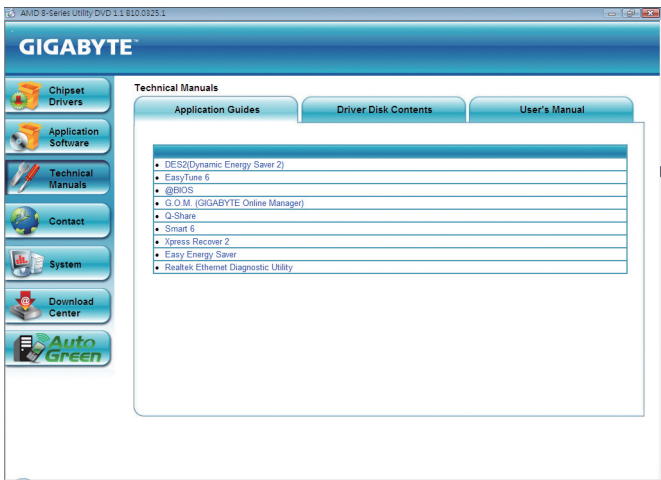 AMD 8-Series Utility DVD 1.1 B10.0325.1
GIGABYTE™
Chipset
Drivers
Application
Software
Technical
Manuals
Contact
System
Download
Center
Auto
Green
Technical Manuals
Application Guides
Driver Disk Contents
User's Manual
• DES2(Dynamic Energy Saver 2)
• EasyTune 6
• @BIOS
• G.O.M. (GIGABYTE Online Manager)
• Q-Share
• Smart 6
• Xpress Recover 2
• Easy Energy Saver
• Realtek Ethernet Diagnostic Utility